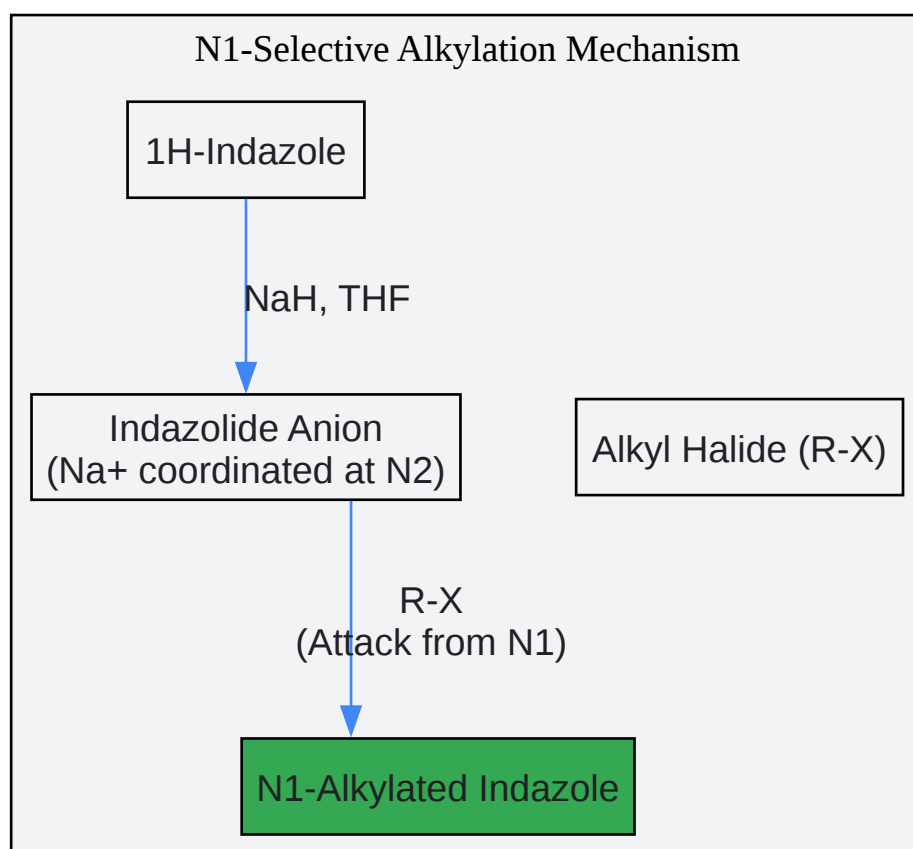 N1-Selective Alkylation Mechanism
1H-Indazole
NaH, THF
Indazolide Anion
(Na+ coordinated at N2)
Alkyl Halide (R-X)
R-X
(Attack from N1)
N1-Alkylated Indazole